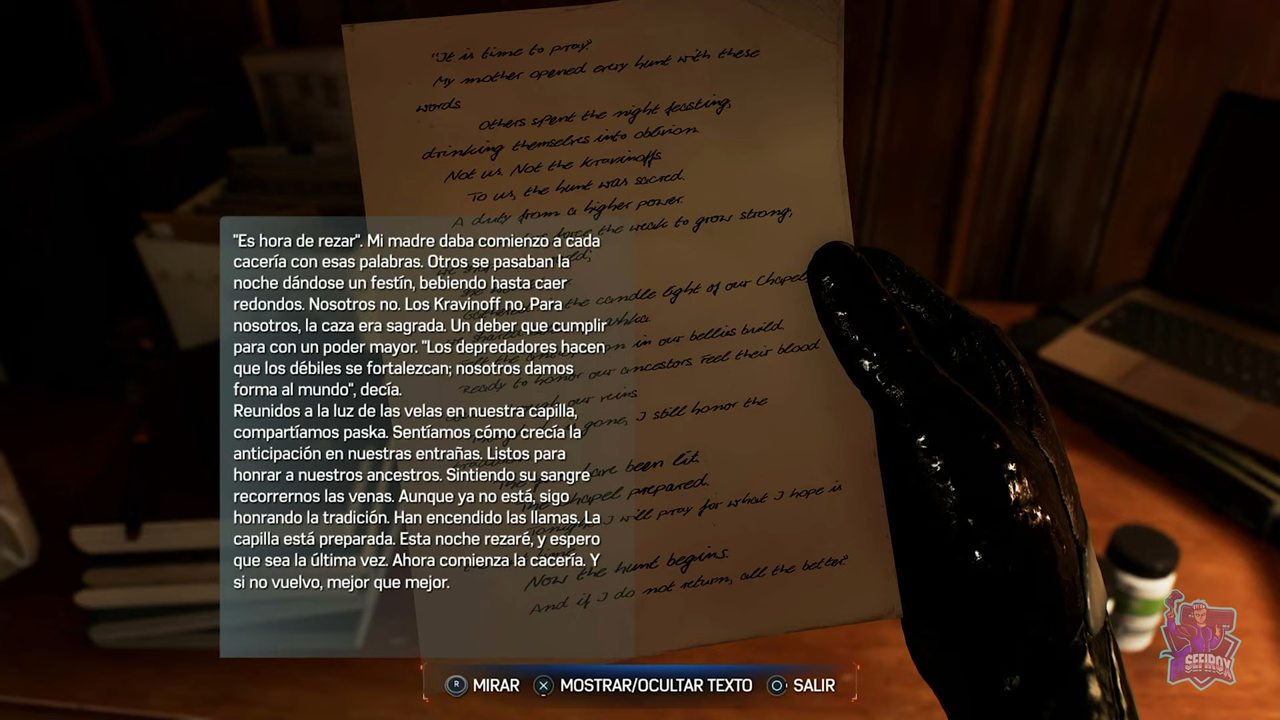 "It is time to pray."
My mother opened every hunt with these
words.
Others spent the night feasting,
drinking themselves into oblivion.
Not us. Not the Kravinoffs
To us, the hunt was sacred.
A duty from a higher power.
force the weak to grow strong,
the candle light of our Chapel,
in our bellies build.
Ready to honor our ancestors. Feel their blood
our veins.
gone, I still honor the
have been lit.
chapel prepared.
I will pray for what I hope is
Now the hunt begins.
And if I do not return, all the better."
"Es hora de rezar". Mi madre daba comienzo a cada
cacería con esas palabras. Otros se pasaban la
noche dándose un festín, bebiendo hasta caer
redondos. Nosotros no. Los Kravinoff no. Para
nosotros, la caza era sagrada. Un deber que cumplir
para con un poder mayor. "Los depredadores hacen
que los débiles se fortalezcan; nosotros damos
forma al mundo", decía.
Reunidos a la luz de las velas en nuestra capilla,
compartíamos paska. Sentíamos cómo crecía la
anticipación en nuestras entrañas. Listos para
honrar a nuestros ancestros. Sintiendo su sangre
recorrernos las venas. Aunque ya no está, sigo
honrando la tradición. Han encendido las llamas. La
capilla está preparada. Esta noche rezaré, y espero
que sea la última vez. Ahora comienza la cacería. Y
si no vuelvo, mejor que mejor.
R MIRAR MOSTRAR/OCULTAR TEXTO SALIR
SEFIROX